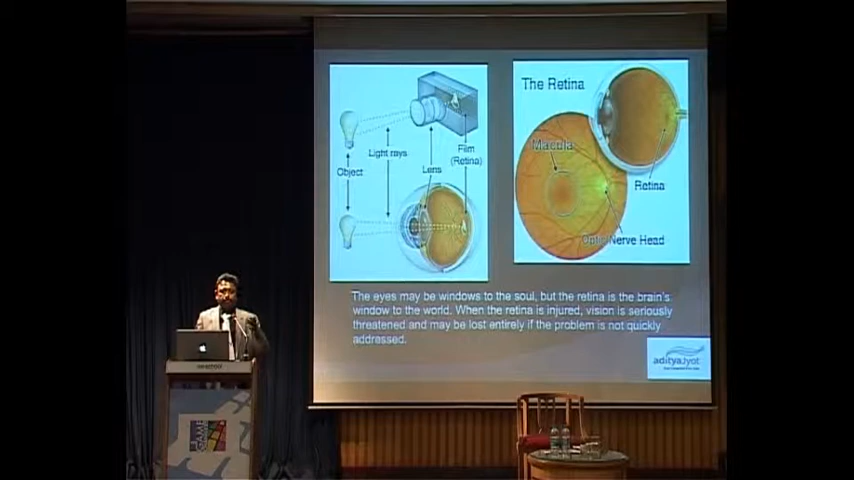 Object
Light rays
Lens
Film
(Retina)
The Retina
Macula
Retina
Optic Nerve Head
The eyes may be windows to the soul, but the retina is the brain's
window to the world. When the retina is injured, vision is seriously
threatened and may be lost entirely if the problem is not quickly
addressed.
adityaJyot